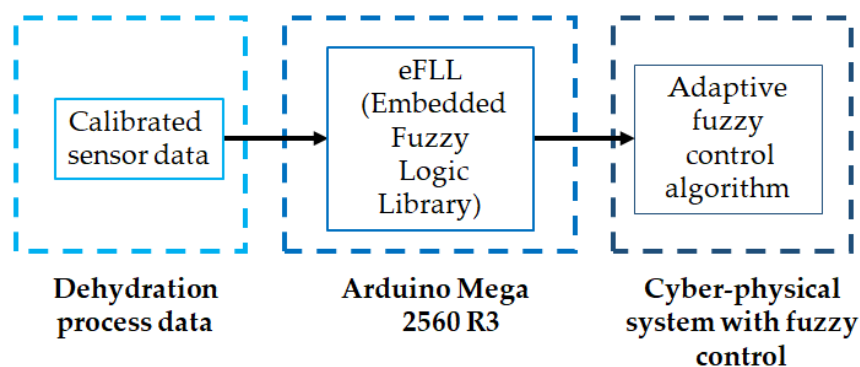 Calibrated
sensor data
eFLL
(Embedded
Fuzzy
Logic
Library)
Adaptive
fuzzy
control
algorithm
Dehydration
process data
Arduino Mega
2560 R3
Cyber-physical
system with fuzzy
control